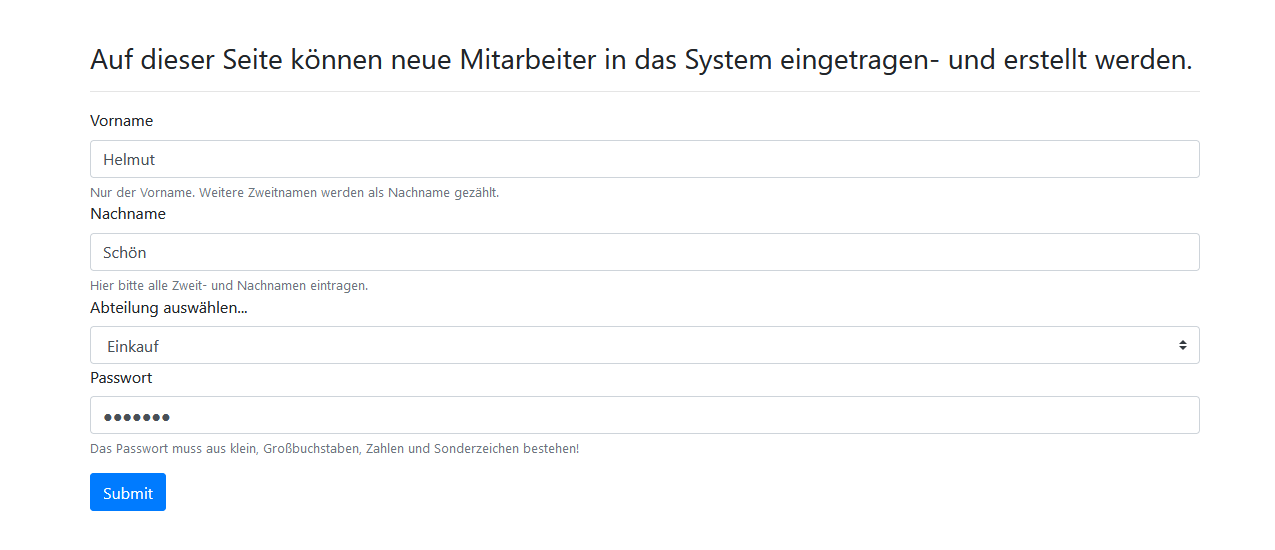 Auf dieser Seite können neue Mitarbeiter in das System eingetragen- und erstellt werden.
Vorname
Helmut
Nur der Vorname. Weitere Zweitnamen werden als Nachname gezählt.
Nachname
Schön
Hier bitte alle Zweit- und Nachnamen eintragen.
Abteilung auswählen...
Einkauf
Passwort
●●●●●●●
Das Passwort muss aus klein, Großbuchstaben, Zahlen und Sonderzeichen bestehen!
Submit